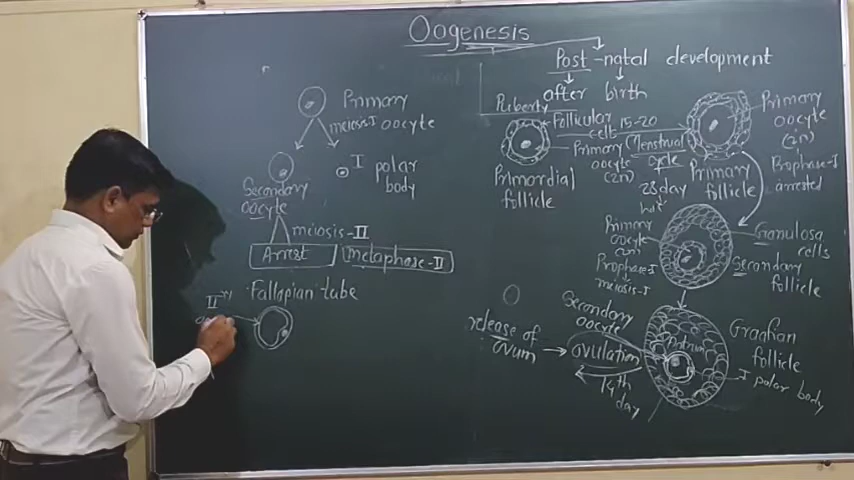 Oogenesis
Post-natal development
after birth
Primary
oocyte
meiosis-I
Secondary
oocyte
I polar
body
meiosis-II
Arrest metaphase-II
Fallopian tube
II
Puberty
Follicular
cells
15-20
Primary
oocyte
(2n)
Primordial
follicle
Menstrual
cycle
28day
Primary
follicle
Primary
oocyte
(2n)
Prophase-I
arrested
Primary
oocyte
(2n)
Prophase-I
meiosis-I
Granulosa
cells
Secondary
follicle
Secondary
oocyte
release of
ovum
ovulation
14th
day
Antrum
Graafian
follicle
I polar body